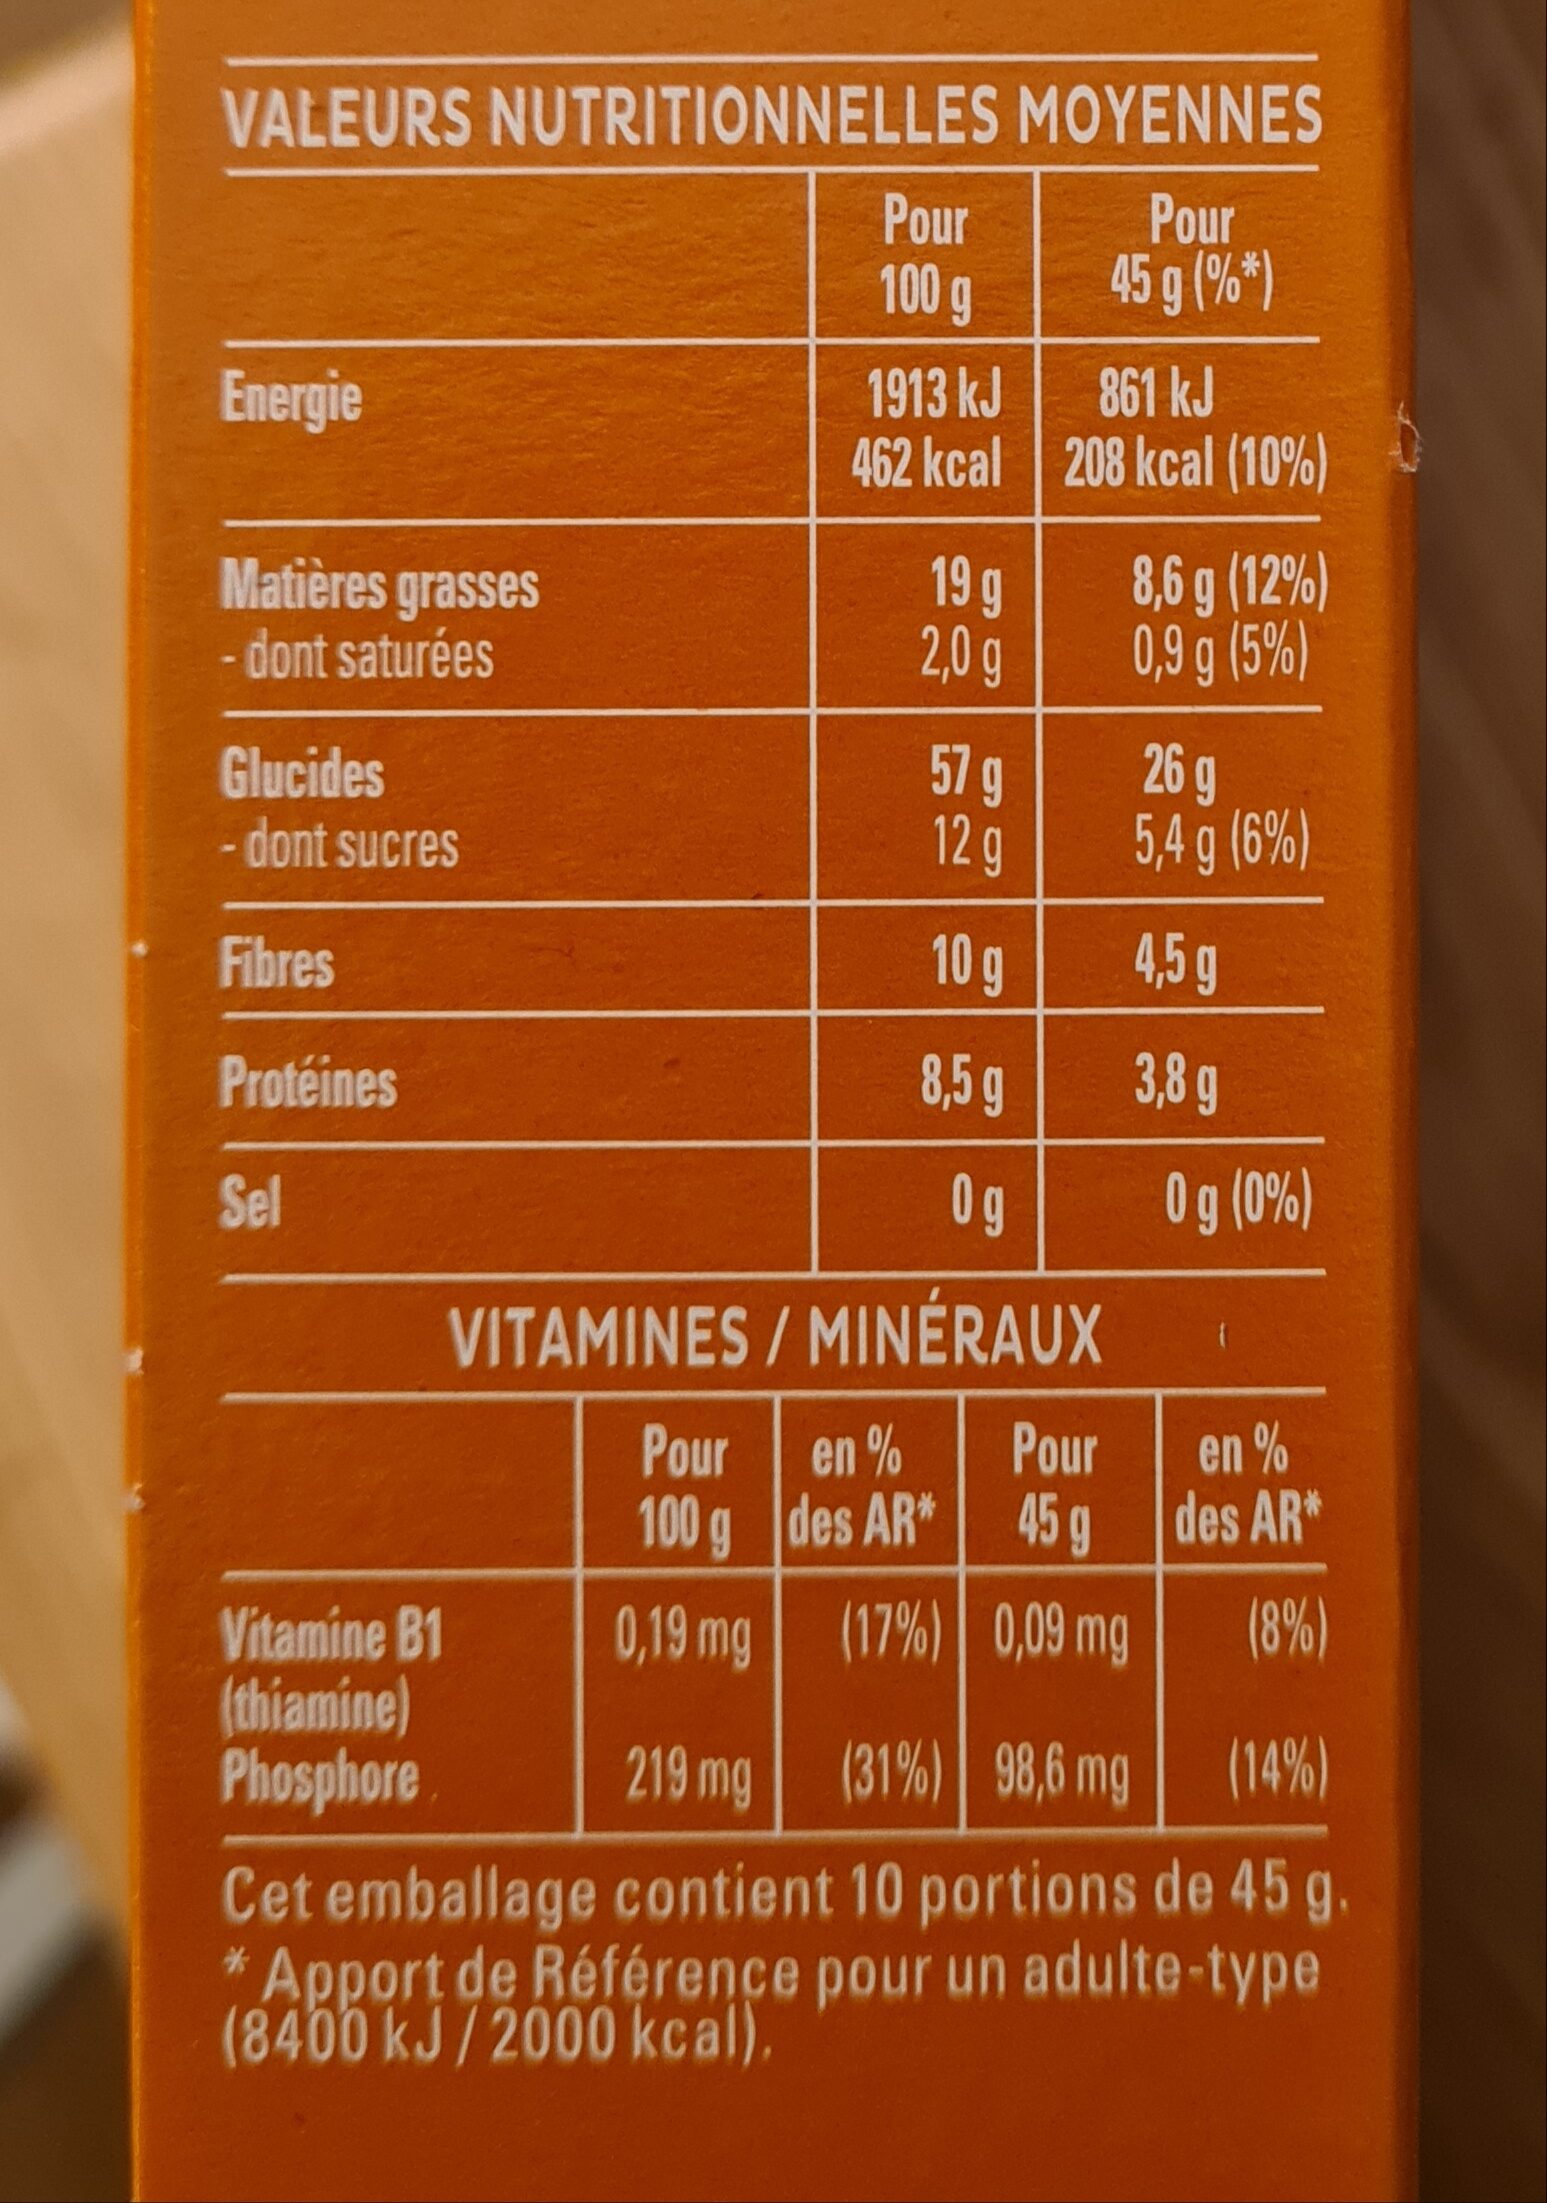 VALEURS NUTRITIONNELLES MOYENNES
Pour 100 g Pour 45 g (%*)
Energie 1913 kJ 861 kJ
462 kcal 208 kcal (10%)
Matières grasses 19 g 8,6 g (12%)
- dont saturées 2,0 g 0,9 g (5%)
Glucides 57 g 26 g
- dont sucres 12 g 5,4 g (6%)
Fibres 10 g 4,5 g
Protéines 8,5 g 3,8 g
Sel 0 g 0 g (0%)
VITAMINES / MINÉRAUX
Pour 100 g en % des AR* Pour 45 g en % des AR*
Vitamine B1 0,19 mg (17%) 0,09 mg (8%)
(thiamine)
Phosphore 219 mg (31%) 98,6 mg (14%)
Cet emballage contient 10 portions de 45 g.
* Apport de Référence pour un adulte-type
(8400 kJ / 2000 kcal).